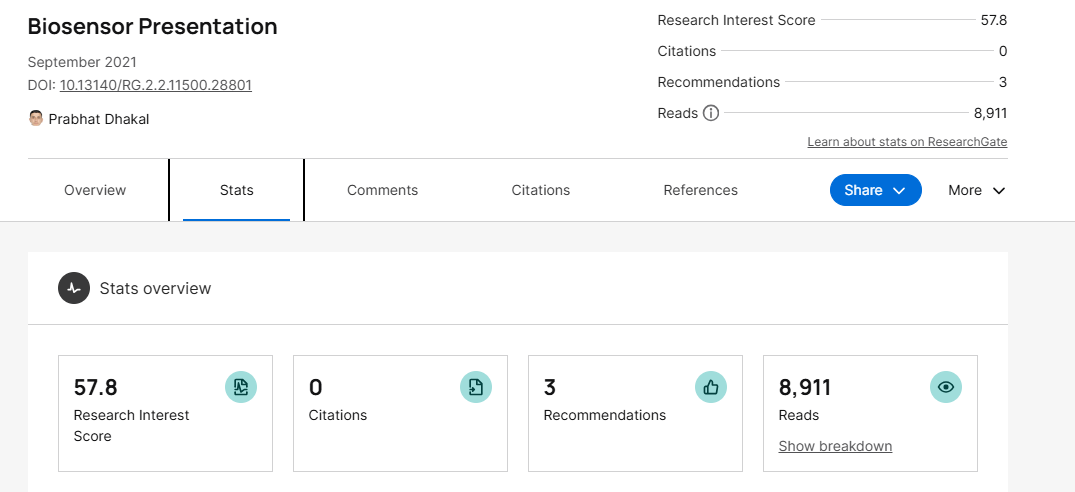 Biosensor Presentation
September 2021
DOI: 10.13140/RG.2.2.11500.28801
Prabhat Dhakal
Research Interest Score 57.8
Citations 0
Recommendations 3
Reads 8,911
Learn about stats on ResearchGate
Overview Stats Comments Citations References Share More
Stats overview
57.8
Research Interest
Score
0
Citations
3
Recommendations
8,911
Reads
Show breakdown